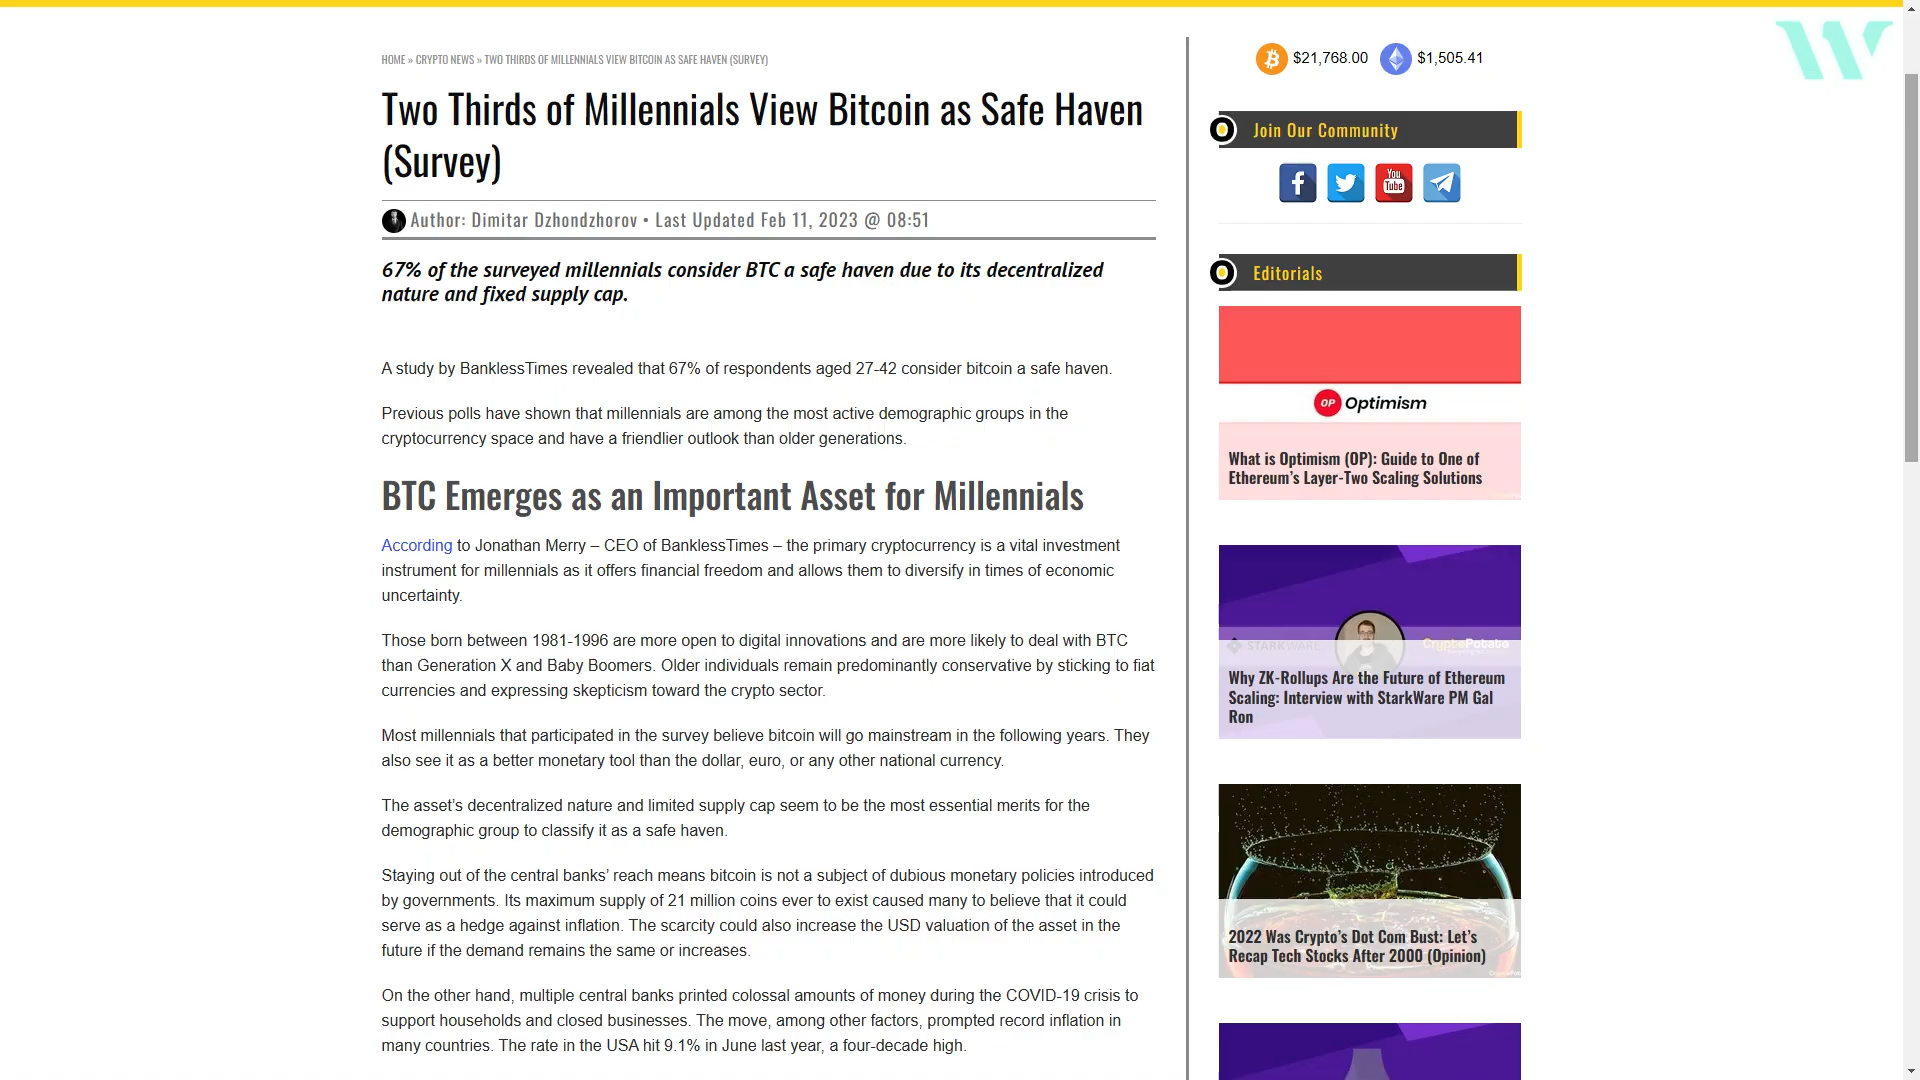 HOME » CRYPTO NEWS » TWO THIRDS OF MILLENNIALS VIEW BITCOIN AS SAFE HAVEN (SURVEY)
Two Thirds of Millennials View Bitcoin as Safe Haven
(Survey)
Author: Dimitar Dzhondzhorov • Last Updated Feb 11, 2023 @ 08:51
67% of the surveyed millennials consider BTC a safe haven due to its decentralized
nature and fixed supply cap.
A study by BanklessTimes revealed that 67% of respondents aged 27-42 consider bitcoin a safe haven.
Previous polls have shown that millennials are among the most active demographic groups in the
cryptocurrency space and have a friendlier outlook than older generations.
BTC Emerges as an Important Asset for Millennials
According to Jonathan Merry – CEO of BanklessTimes – the primary cryptocurrency is a vital investment
instrument for millennials as it offers financial freedom and allows them to diversify in times of economic
uncertainty.
Those born between 1981-1996 are more open to digital innovations and are more likely to deal with BTC
than Generation X and Baby Boomers. Older individuals remain predominantly conservative by sticking to fiat
currencies and expressing skepticism toward the crypto sector.
Most millennials that participated in the survey believe bitcoin will go mainstream in the following years. They
also see it as a better monetary tool than the dollar, euro, or any other national currency.
The asset’s decentralized nature and limited supply cap seem to be the most essential merits for the
demographic group to classify it as a safe haven.
Staying out of the central banks’ reach means bitcoin is not a subject of dubious monetary policies introduced
by governments. Its maximum supply of 21 million coins ever to exist caused many to believe that it could
serve as a hedge against inflation. The scarcity could also increase the USD valuation of the asset in the
future if the demand remains the same or increases.
On the other hand, multiple central banks printed colossal amounts of money during the COVID-19 crisis to
support households and closed businesses. The move, among other factors, prompted record inflation in
many countries. The rate in the USA hit 9.1% in June last year, a four-decade high.
$21,768.00 $1,505.41
Join Our Community
You
Tube
Editorials
OP Optimism
What is Optimism (OP): Guide to One of
Ethereum’s Layer-Two Scaling Solutions
STARKWARE CryptoPotato
Why ZK-Rollups Are the Future of Ethereum
Scaling: Interview with StarkWare PM Gal
Ron
2022 Was Crypto’s Dot Com Bust: Let’s
Recap Tech Stocks After 2000 (Opinion)
W